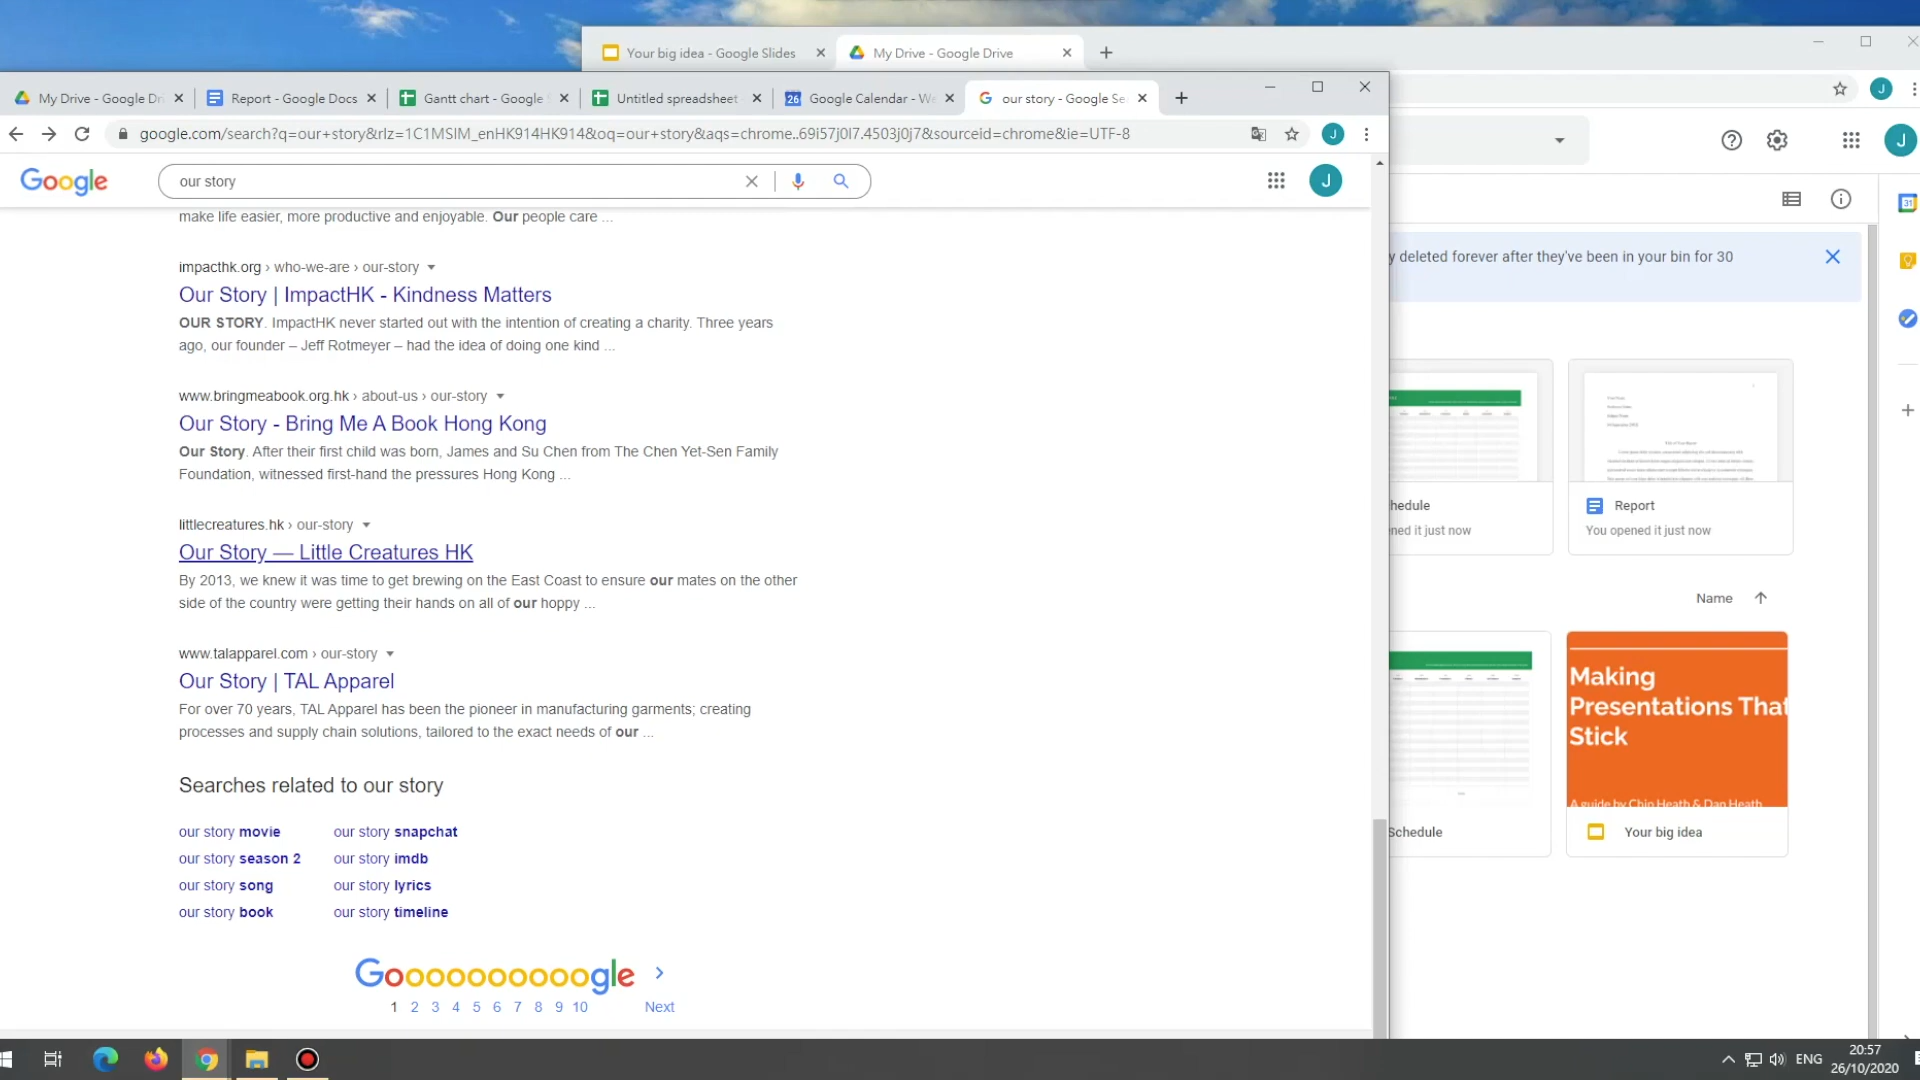 Your big idea - Google Slides
My Drive - Google Drive
My Drive - Google Dri
Report - Google Docs
Gantt chart - Google S
Untitled spreadsheet
Google Calendar - We
our story - Google Se
google.com/search?q=our+story&rlz=1C1MSIM_enHK914HK914&oq=our+story&aqs=chrome..69i57j0l7.4503j0j7&sourceid=chrome&ie=UTF-8
J
J
J
Google
our story
J
make life easier, more productive and enjoyable. Our people care ...
impacthk.org › who-we-are › our-story
Our Story | ImpactHK - Kindness Matters
OUR STORY. ImpactHK never started out with the intention of creating a charity. Three years
ago, our founder – Jeff Rotmeyer – had the idea of doing one kind ...
www.bringmeabook.org.hk › about-us › our-story
Our Story - Bring Me A Book Hong Kong
Our Story. After their first child was born, James and Su Chen from The Chen Yet-Sen Family
Foundation, witnessed first-hand the pressures Hong Kong ...
littlecreatures.hk › our-story
Our Story — Little Creatures HK
By 2013, we knew it was time to get brewing on the East Coast to ensure our mates on the other
side of the country were getting their hands on all of our hoppy ...
www.talapparel.com › our-story
Our Story | TAL Apparel
For over 70 years, TAL Apparel has been the pioneer in manufacturing garments; creating
processes and supply chain solutions, tailored to the exact needs of our ...
Searches related to our story
our story movie
our story snapchat
our story season 2
our story imdb
our story song
our story lyrics
our story book
our story timeline
Goooooooooogle
1 2 3 4 5 6 7 8 9 10 Next
y deleted forever after they've been in your bin for 30
31
hedule
ned it just now
Report
You opened it just now
Name
Making
Presentations That
Stick
A guide by Chip Heath & Dan Heath
Schedule
Your big idea
ENG
20:57
26/10/2020